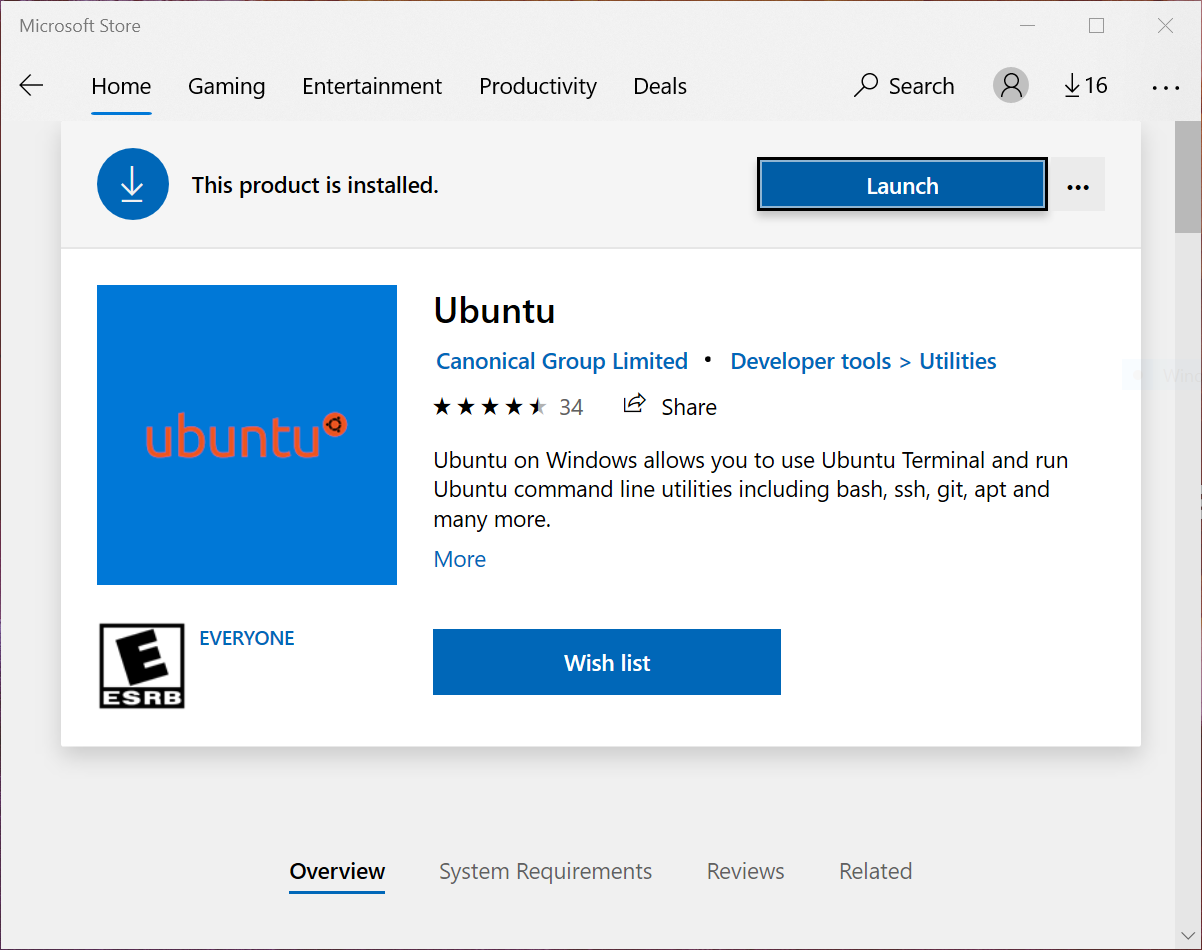 Microsoft Store
Home Gaming Entertainment Productivity Deals Search 16
This product is installed. Launch
ubuntu
Ubuntu
Canonical Group Limited • Developer tools > Utilities
34 Share
Ubuntu on Windows allows you to use Ubuntu Terminal and run
Ubuntu command line utilities including bash, ssh, git, apt and
many more.
More
E
ESRB
EVERYONE
Wish list
Overview System Requirements Reviews Related